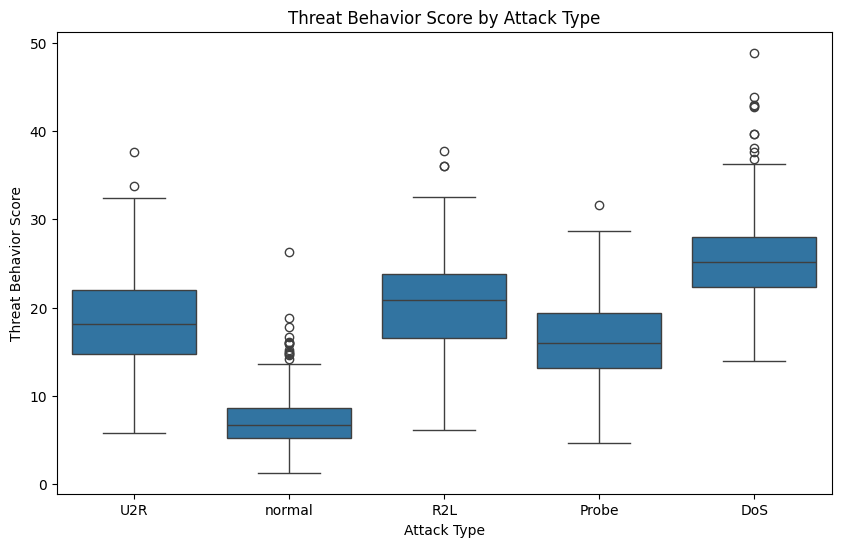 Threat Behavior Score by Attack Type
Threat Behavior Score
50
40
30
20
10
0
U2R normal R2L Probe DoS
Attack Type